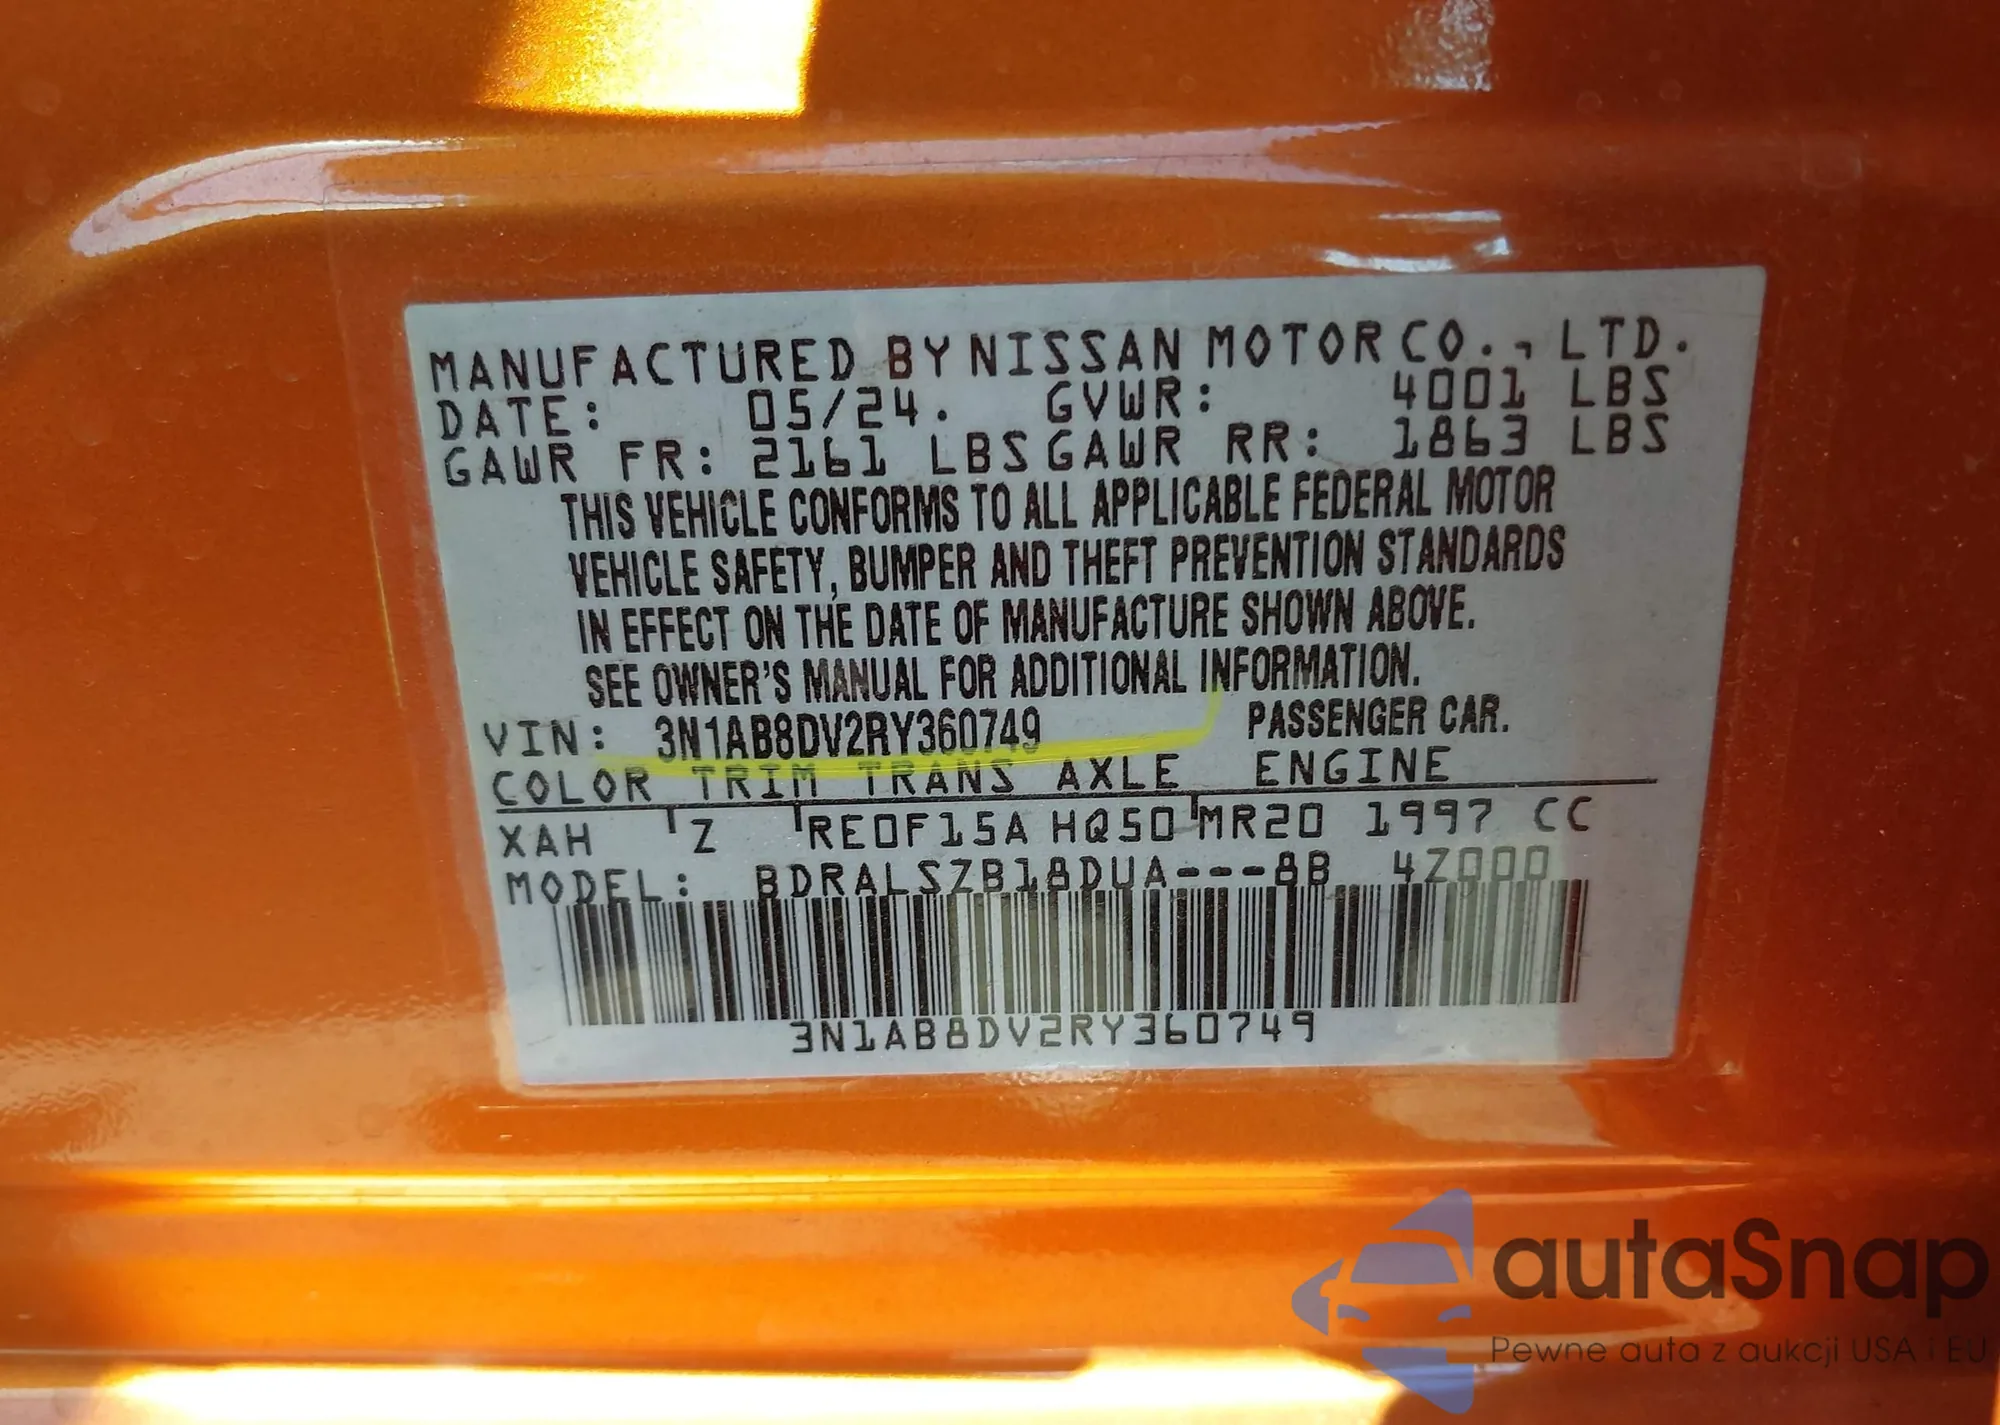 MANUFACTURED BY NISSAN MOTOR CO., LTD.
DATE: 05/24. GVWR: 4001 LBS
GAWR FR: 2161 LBS GAWR RR: 1863 LBS
THIS VEHICLE CONFORMS TO ALL APPLICABLE FEDERAL MOTOR
VEHICLE SAFETY, BUMPER AND THEFT PREVENTION STANDARDS
IN EFFECT ON THE DATE OF MANUFACTURE SHOWN ABOVE.
SEE OWNER'S MANUAL FOR ADDITIONAL INFORMATION.
VIN: 3N1AB8DV2RY360749 PASSENGER CAR.
COLOR TRIM TRANS AXLE ENGINE
XAH Z RE0F15A HQ50 MR20 1997 CC
MODEL: BDRALSZB18DUA---8B 4Z000
3N1AB8DV2RY360749
autaSnap
Pewne auta z aukcji USA i EU